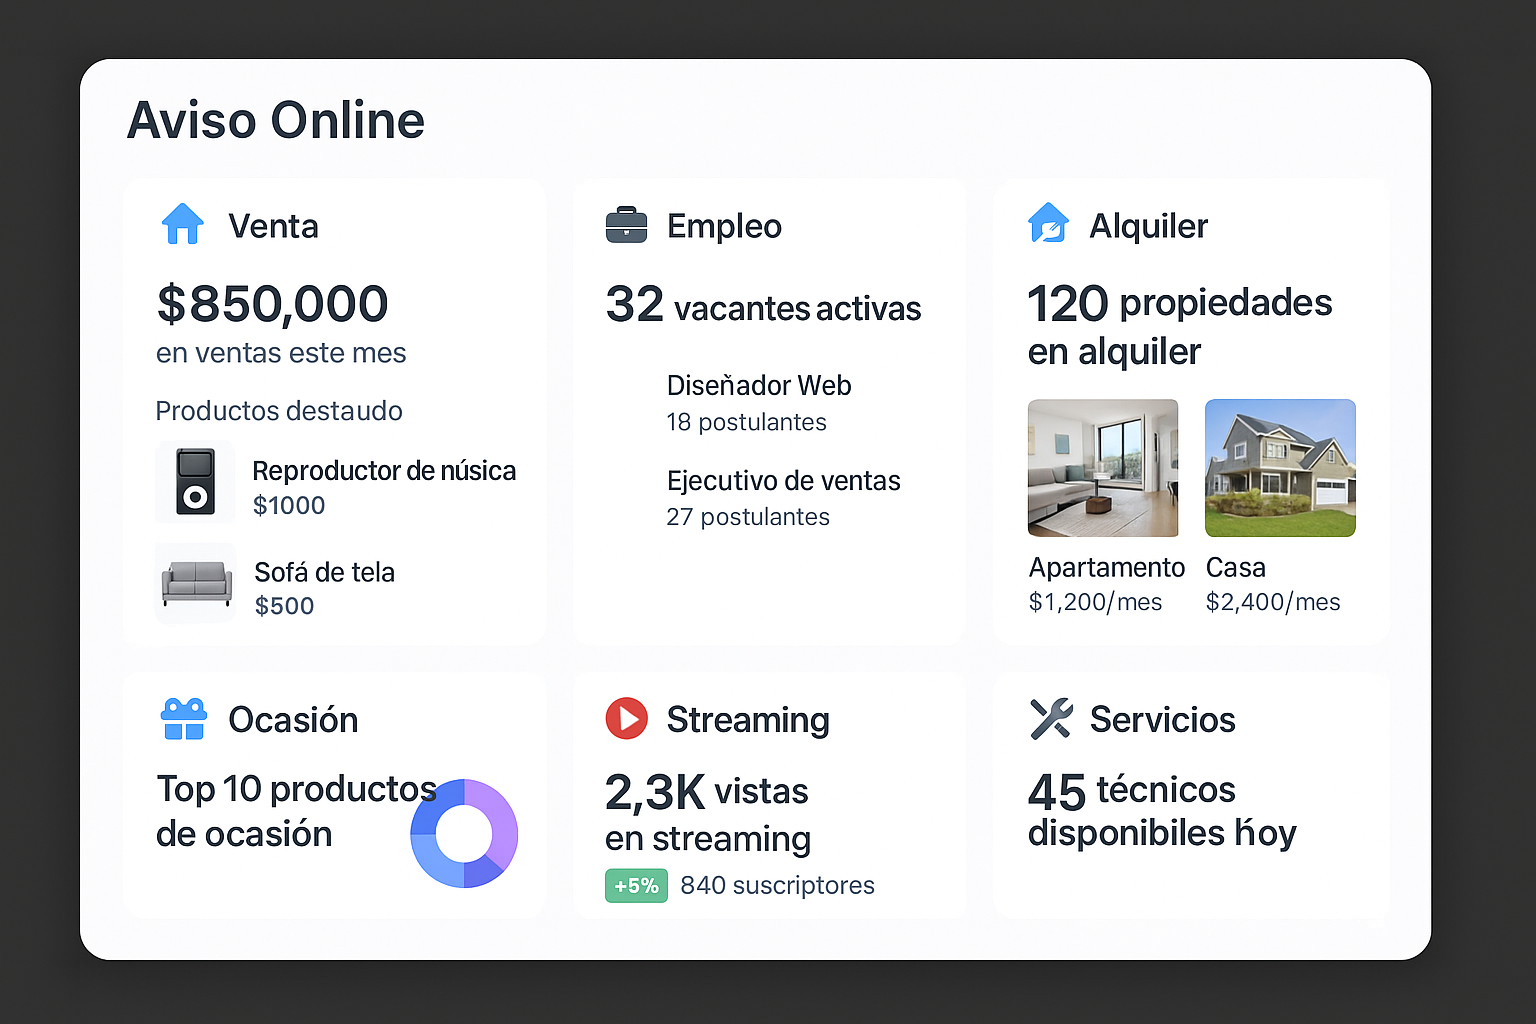 Aviso Online
Venta
$850,000
en ventas este mes
Productos destaudo
Reproductor de núsica
$1000
Sofá de tela
$500
Empleo
32 vacantes activas
Diseňador Web
18 postulantes
Ejecutivo de ventas
27 postulantes
Alquiler
120 propiedades
en alquiler
Apartamento
$1,200/mes
Casa
$2,400/mes
Ocasión
Top 10 productos
de ocasión
Streaming
2,3K vistas
en streaming
+5% 840 suscriptores
Servicios
45 técnicos
disponibiles h́oy